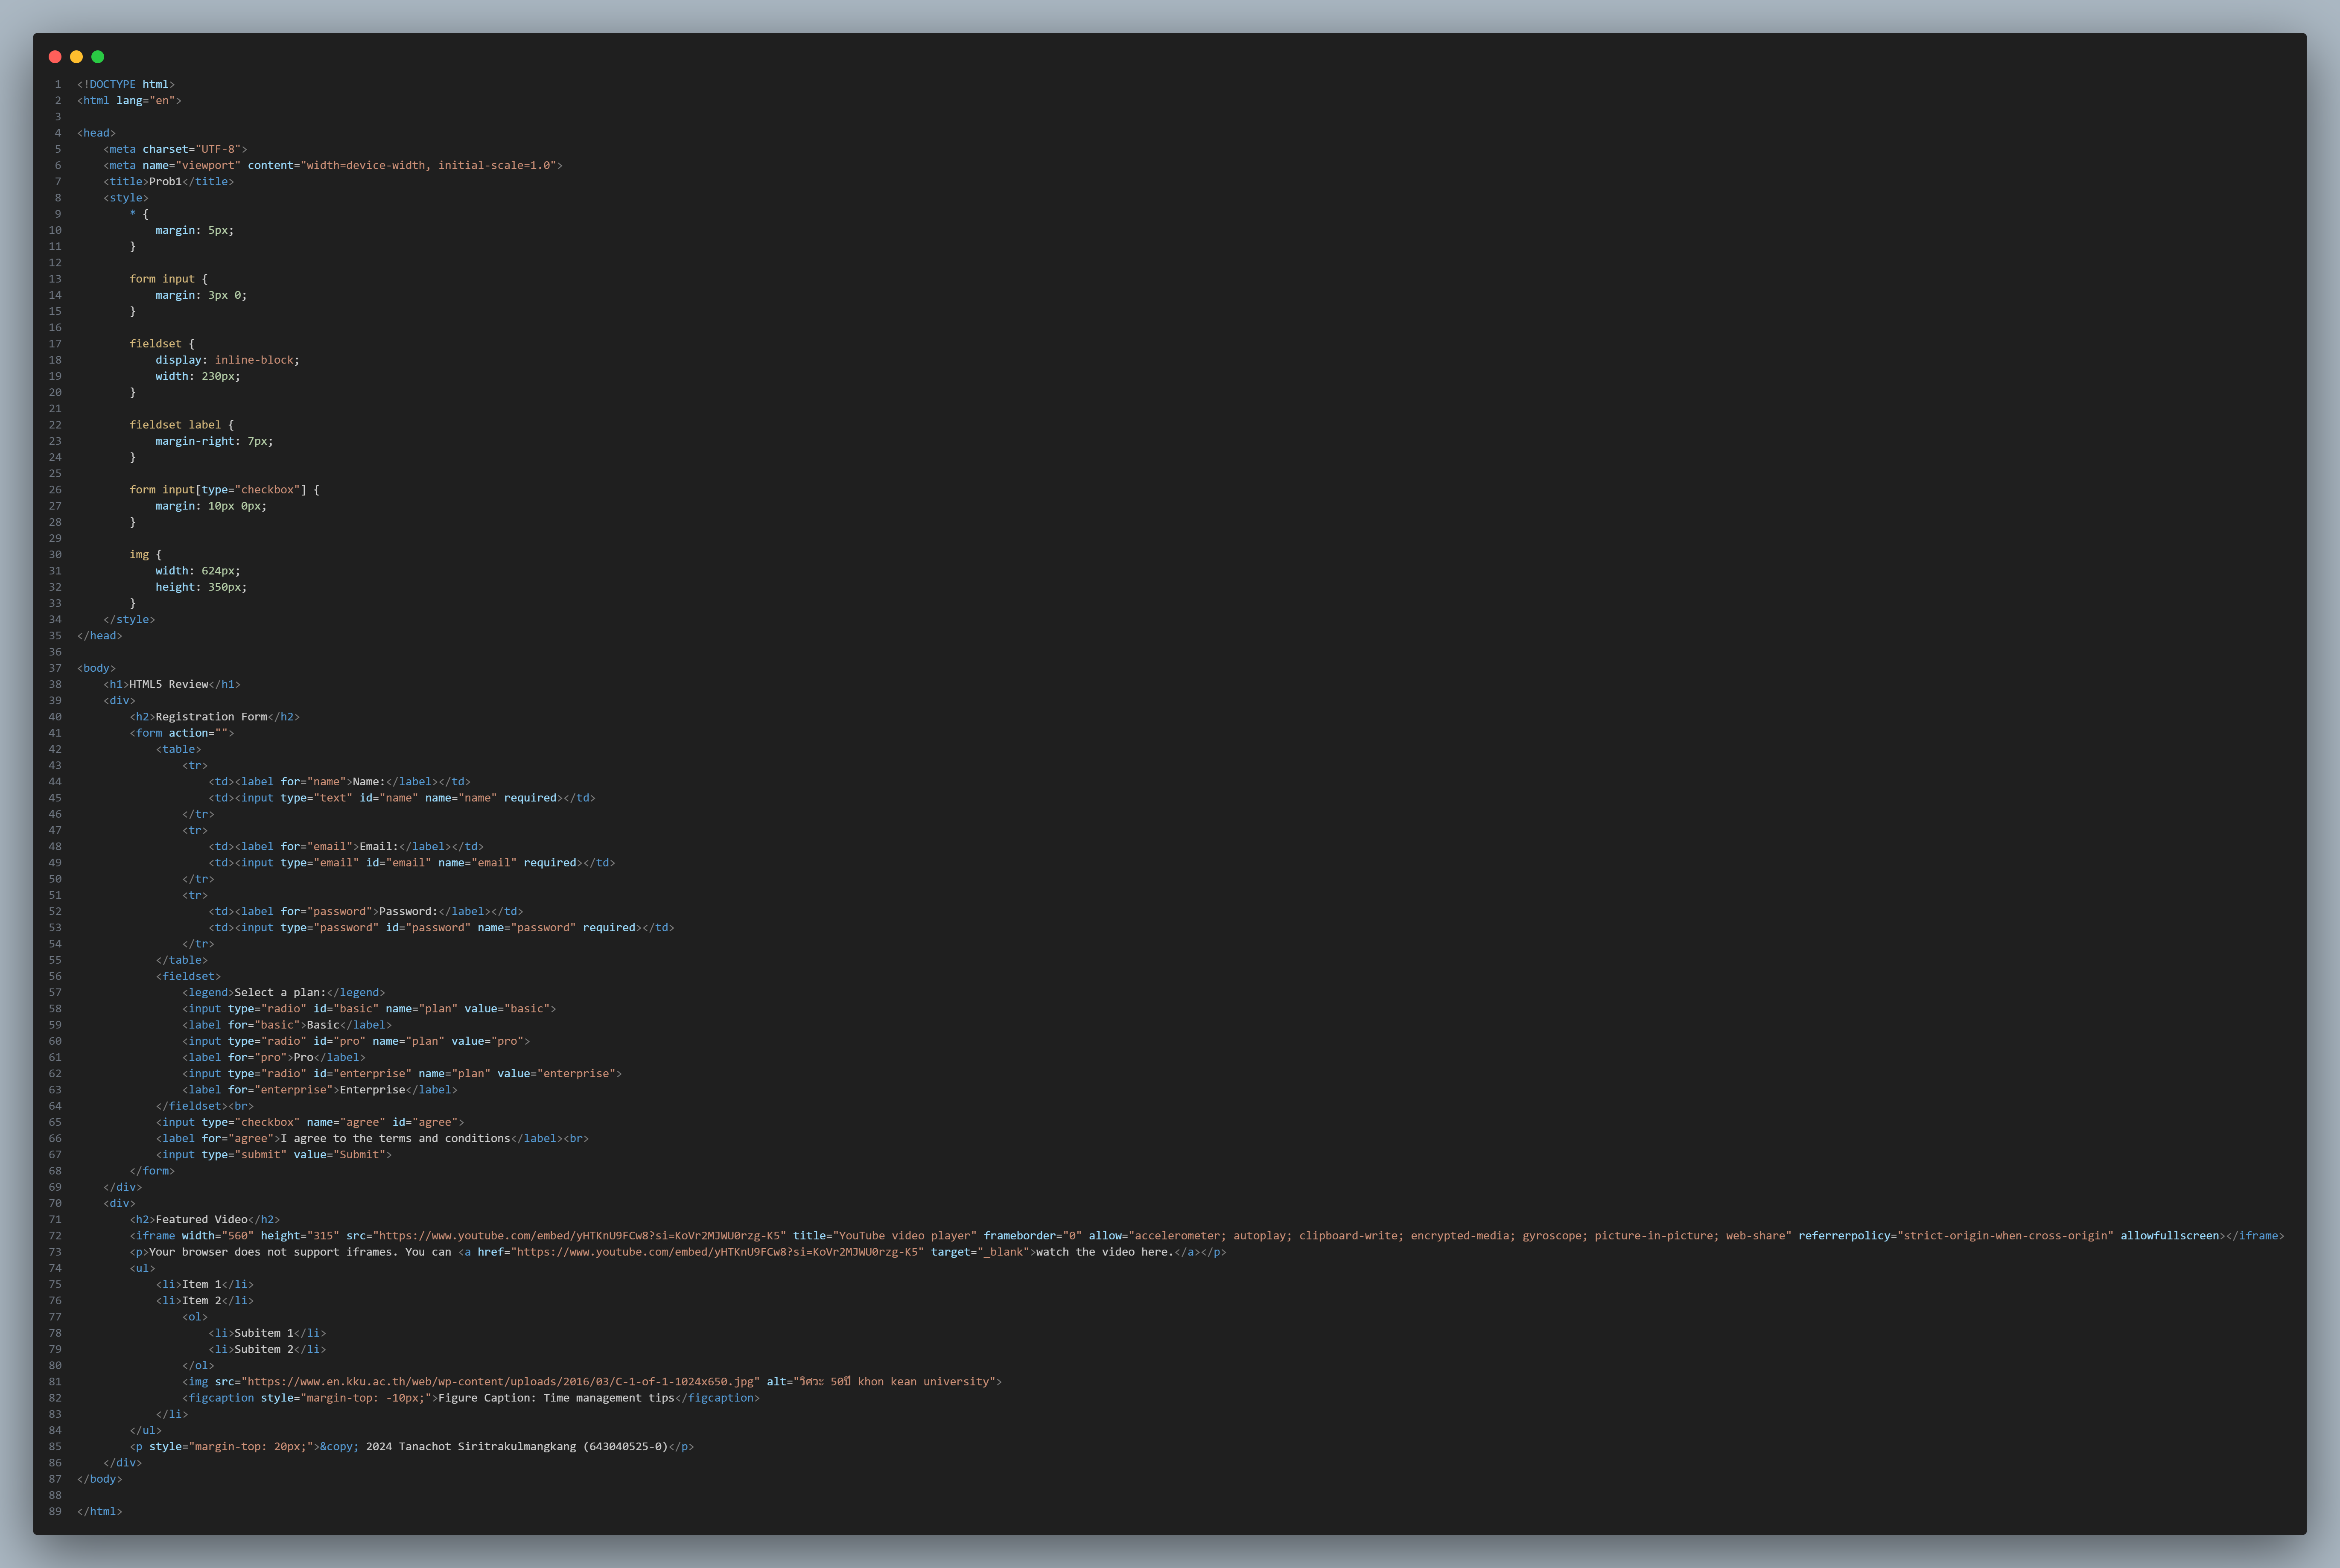 1 <!DOCTYPE html>
2 <html lang="en">
3
4 <head>
5     <meta charset="UTF-8">
6     <meta name="viewport" content="width=device-width, initial-scale=1.0">
7     <title>Prob1</title>
8     <style>
9         * {
10             margin: 5px;
11         }
12
13         form input {
14             margin: 3px 0;
15         }
16
17         fieldset {
18             display: inline-block;
19             width: 230px;
20         }
21
22         fieldset label {
23             margin-right: 7px;
24         }
25
26         form input[type="checkbox"] {
27             margin: 10px 0px;
28         }
29
30         img {
31             width: 624px;
32             height: 350px;
33         }
34     </style>
35 </head>
36
37 <body>
38     <h1>HTML5 Review</h1>
39     <div>
40         <h2>Registration Form</h2>
41         <form action="">
42             <table>
43                 <tr>
44                     <td><label for="name">Name:</label></td>
45                     <td><input type="text" id="name" name="name" required></td>
46                 </tr>
47                 <tr>
48                     <td><label for="email">Email:</label></td>
49                     <td><input type="email" id="email" name="email" required></td>
50                 </tr>
51                 <tr>
52                     <td><label for="password">Password:</label></td>
53                     <td><input type="password" id="password" name="password" required></td>
54                 </tr>
55             </table>
56             <fieldset>
57                 <legend>Select a plan:</legend>
58                 <input type="radio" id="basic" name="plan" value="basic">
59                 <label for="basic">Basic</label>
60                 <input type="radio" id="pro" name="plan" value="pro">
61                 <label for="pro">Pro</label>
62                 <input type="radio" id="enterprise" name="plan" value="enterprise">
63                 <label for="enterprise">Enterprise</label>
64             </fieldset><br>
65             <input type="checkbox" name="agree" id="agree">
66             <label for="agree">I agree to the terms and conditions</label><br>
67             <input type="submit" value="Submit">
68         </form>
69     </div>
70     <div>
71         <h2>Featured Video</h2>
72         <iframe width="560" height="315" src="https://www.youtube.com/embed/yHTKnU9FCw8?si=KoVr2MJWU0rzg-K5" title="YouTube video player" frameborder="0" allow="accelerometer; autoplay; clipboard-write; encrypted-media; gyroscope; picture-in-picture; web-share" referrerpolicy="strict-origin-when-cross-origin" allowfullscreen></iframe>
73         <p>Your browser does not support iframes. You can <a href="https://www.youtube.com/embed/yHTKnU9FCw8?si=KoVr2MJWU0rzg-K5" target="_blank">watch the video here.</a></p>
74         <ul>
75             <li>Item 1</li>
76             <li>Item 2</li>
77                 <ol>
78                     <li>Subitem 1</li>
79                     <li>Subitem 2</li>
80                 </ol>
81                 <img src="https://www.en.kku.ac.th/web/wp-content/uploads/2016/03/C-1-of-1-1024x650.jpg" alt="วิศวะ 50ปี khon kean university">
82                 <figcaption style="margin-top: -10px;">Figure Caption: Time management tips</figcaption>
83             </li>
84         </ul>
85         <p style="margin-top: 20px;">&copy; 2024 Tanachot Siritrakulmangkang (643040525-0)</p>
86     </div>
87 </body>
88
89 </html>